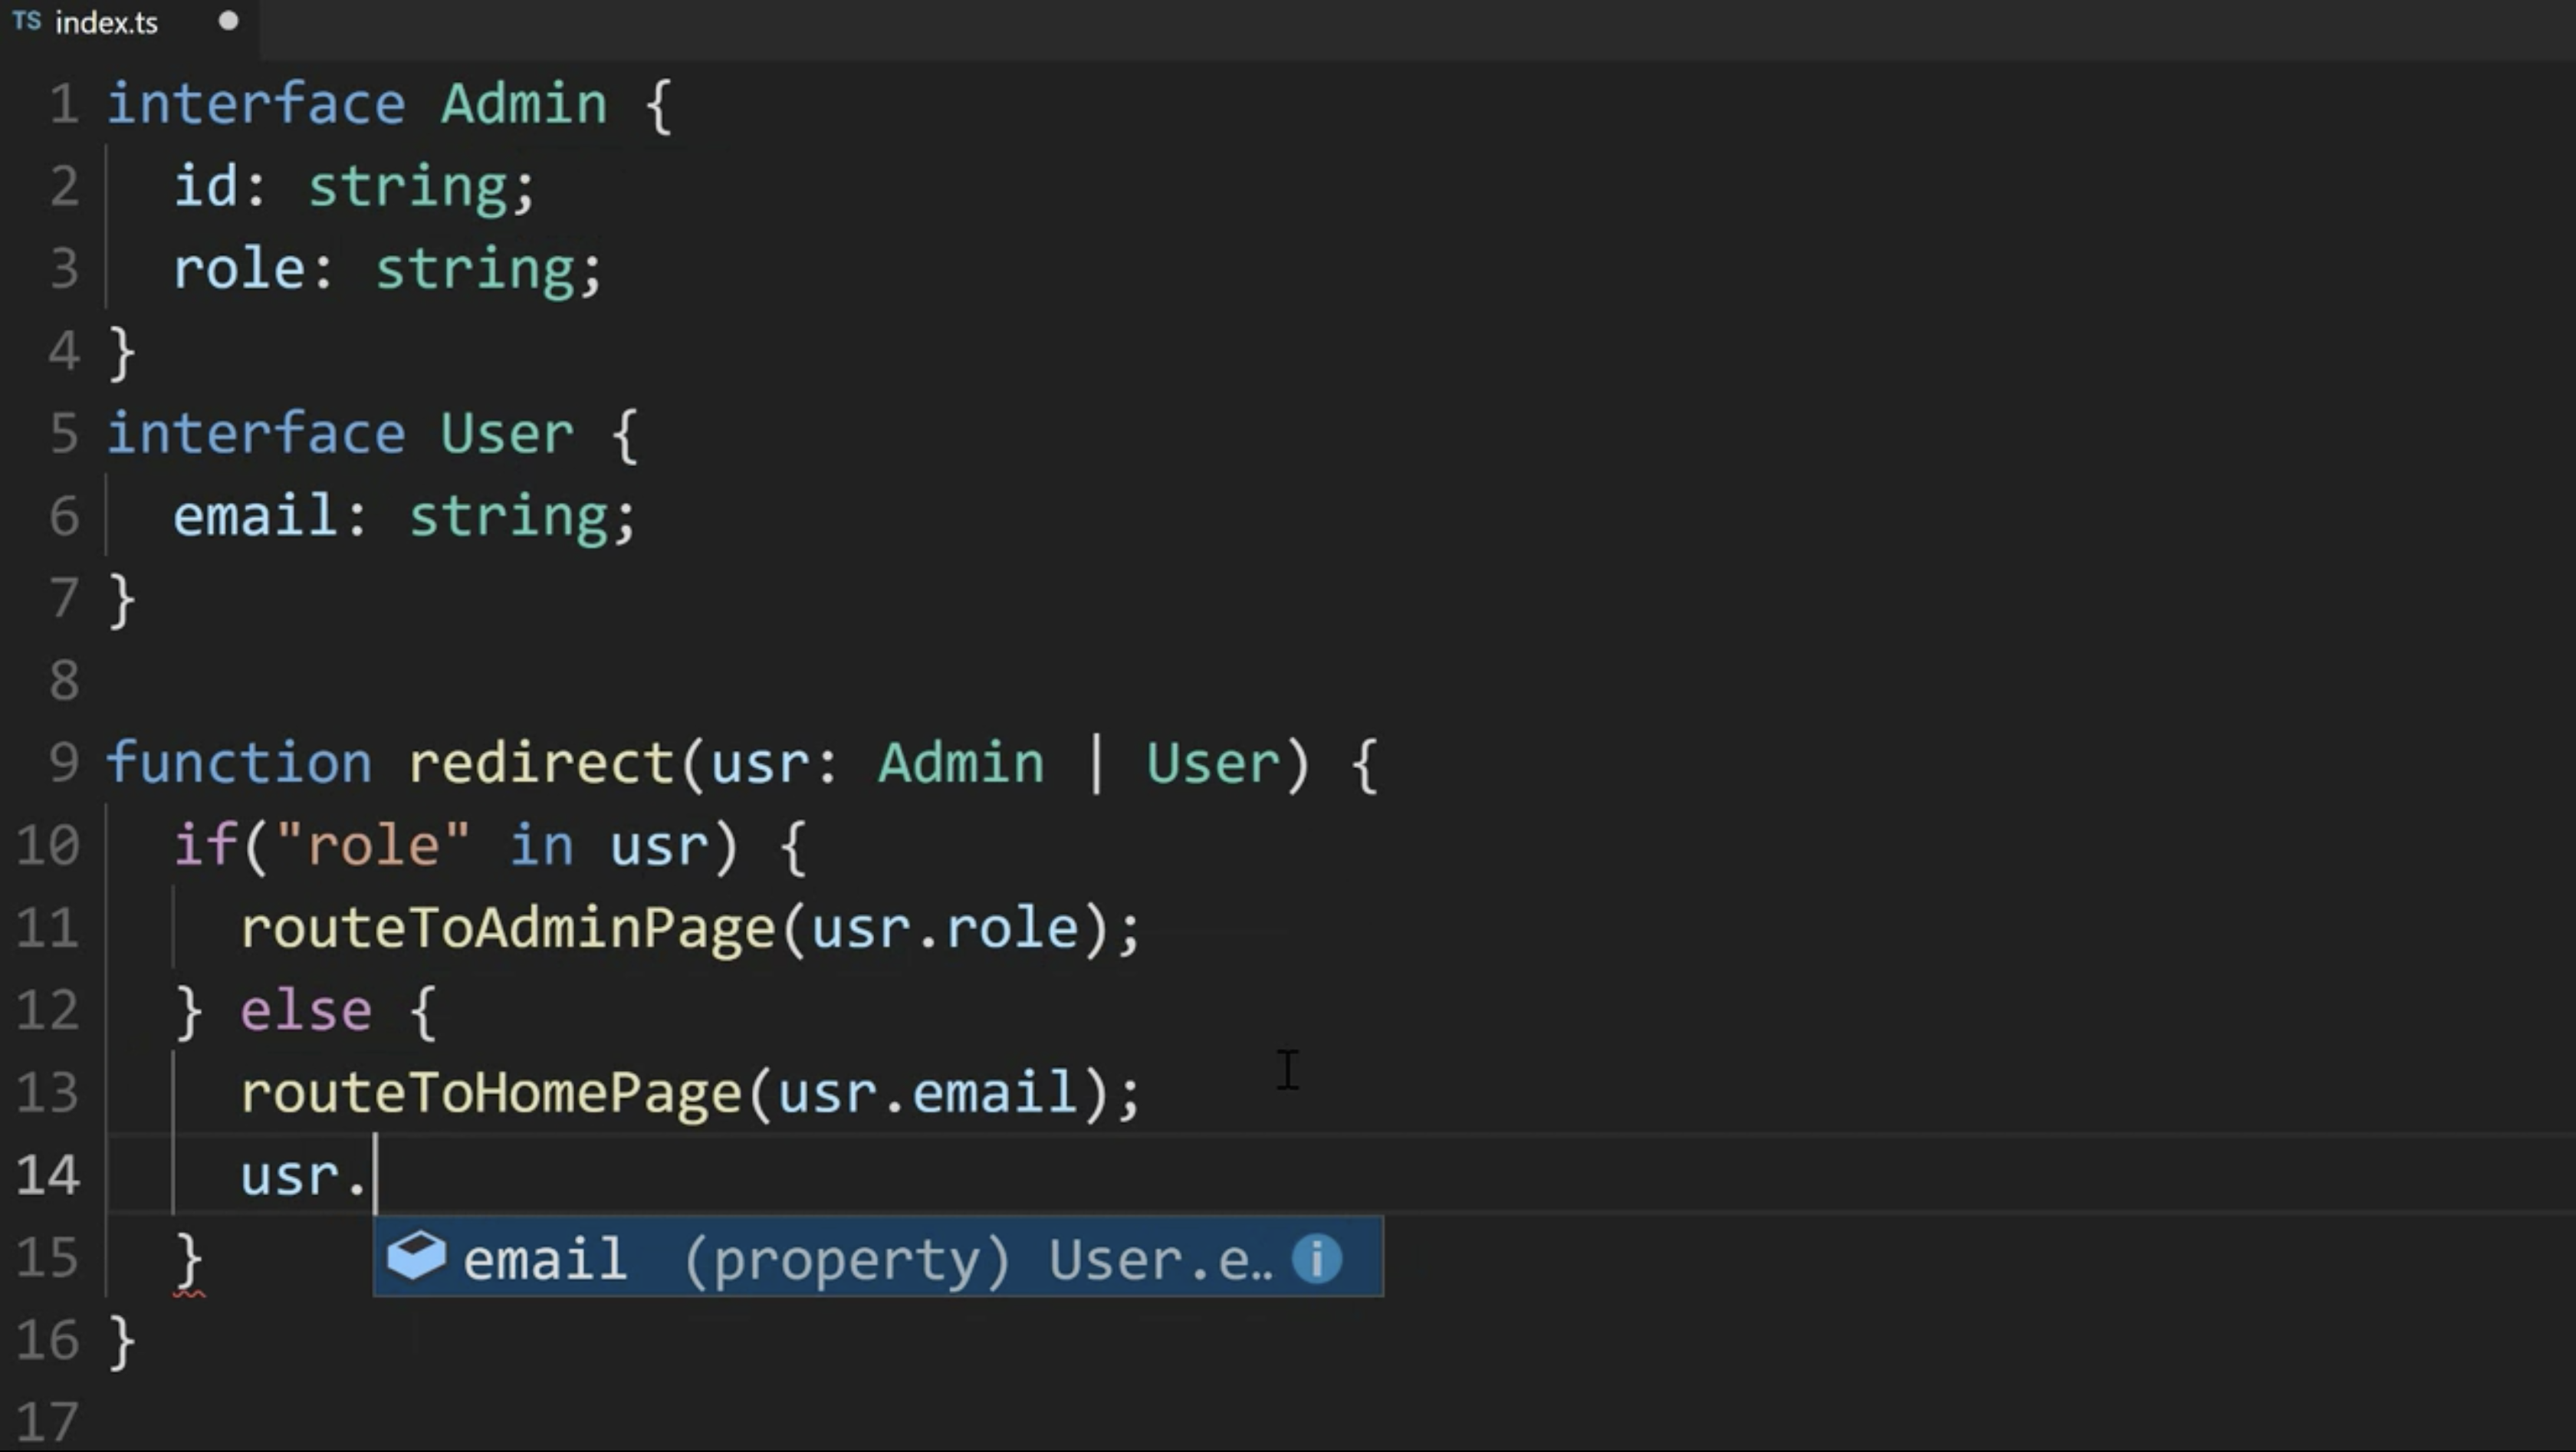 TS index.ts
1 interface Admin {
2   id: string;
3   role: string;
4 }
5 interface User {
6   email: string;
7 }
8
9 function redirect(usr: Admin | User) {
10   if("role" in usr) {
11     routeToAdminPage(usr.role);
12   } else {
13     routeToHomePage(usr.email);
14     usr.
email (property) User.e…
15   }
16 }
17